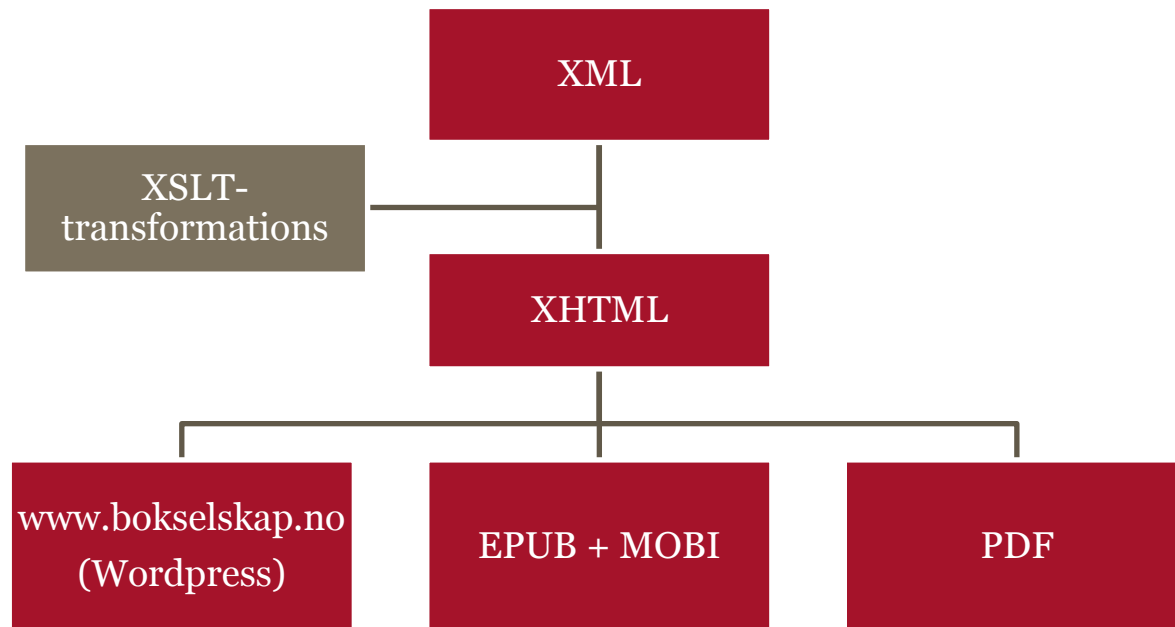 XML
XSLT-
transformations
XHTML
www.bokselskap.no
(Wordpress)
EPUB + MOBI
PDF